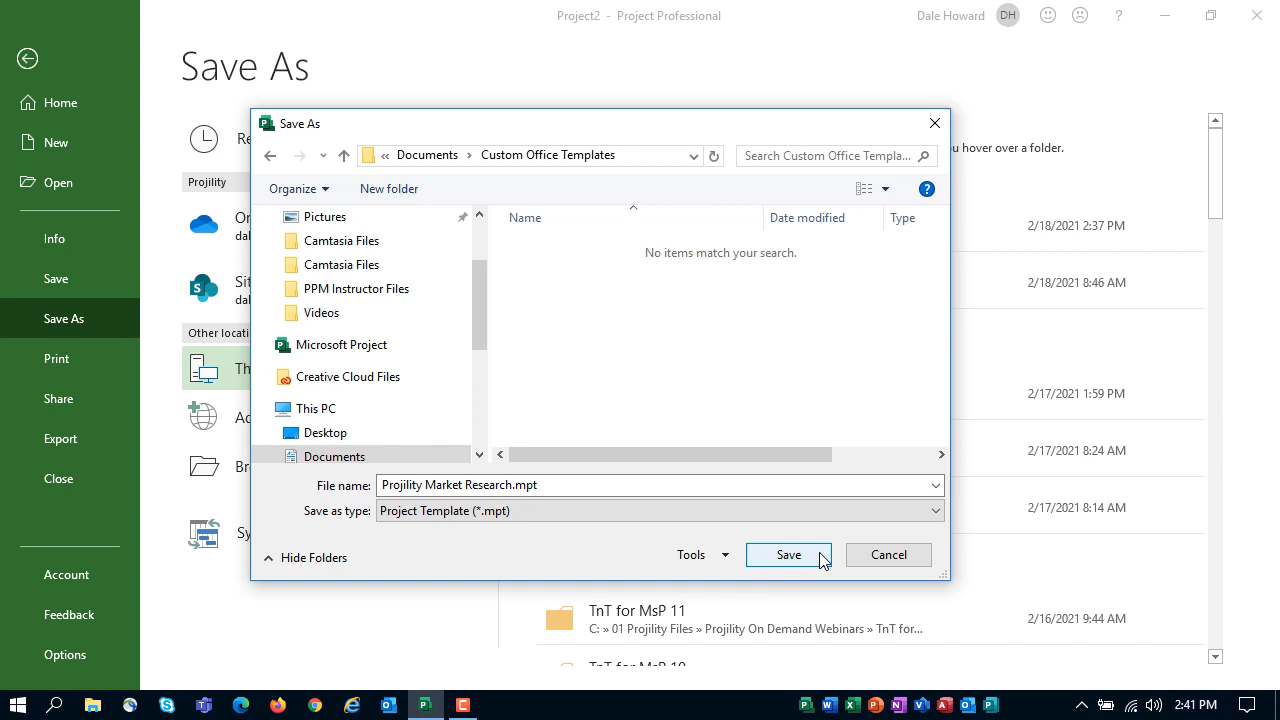 Project2 - Project Professional
Dale Howard
DH
?
Save As
Home
New
Open
Info
Save
Save As
Print
Share
Export
Close
Account
Feedback
Options
Projility
Other locati
u hover over a folder.
2/18/2021 2:37 PM
2/18/2021 8:46 AM
2/17/2021 1:59 PM
2/17/2021 8:24 AM
2/17/2021 8:14 AM
TnT for MsP 11
C: » 01 Projility Files » Projility On Demand Webinars » TnT for...
2/16/2021 9:44 AM
TnT for MsP 10
Save As
« Documents › Custom Office Templates
Search Custom Office Templa...
Organize
New folder
?
Pictures
Camtasia Files
Camtasia Files
PPM Instructor Files
Videos
Microsoft Project
Creative Cloud Files
This PC
Desktop
Documents
Name
Date modified
Type
No items match your search.
File name: Projility Market Research.mpt
Save as type: Project Template (*.mpt)
Hide Folders
Tools
Save
Cancel
2:41 PM